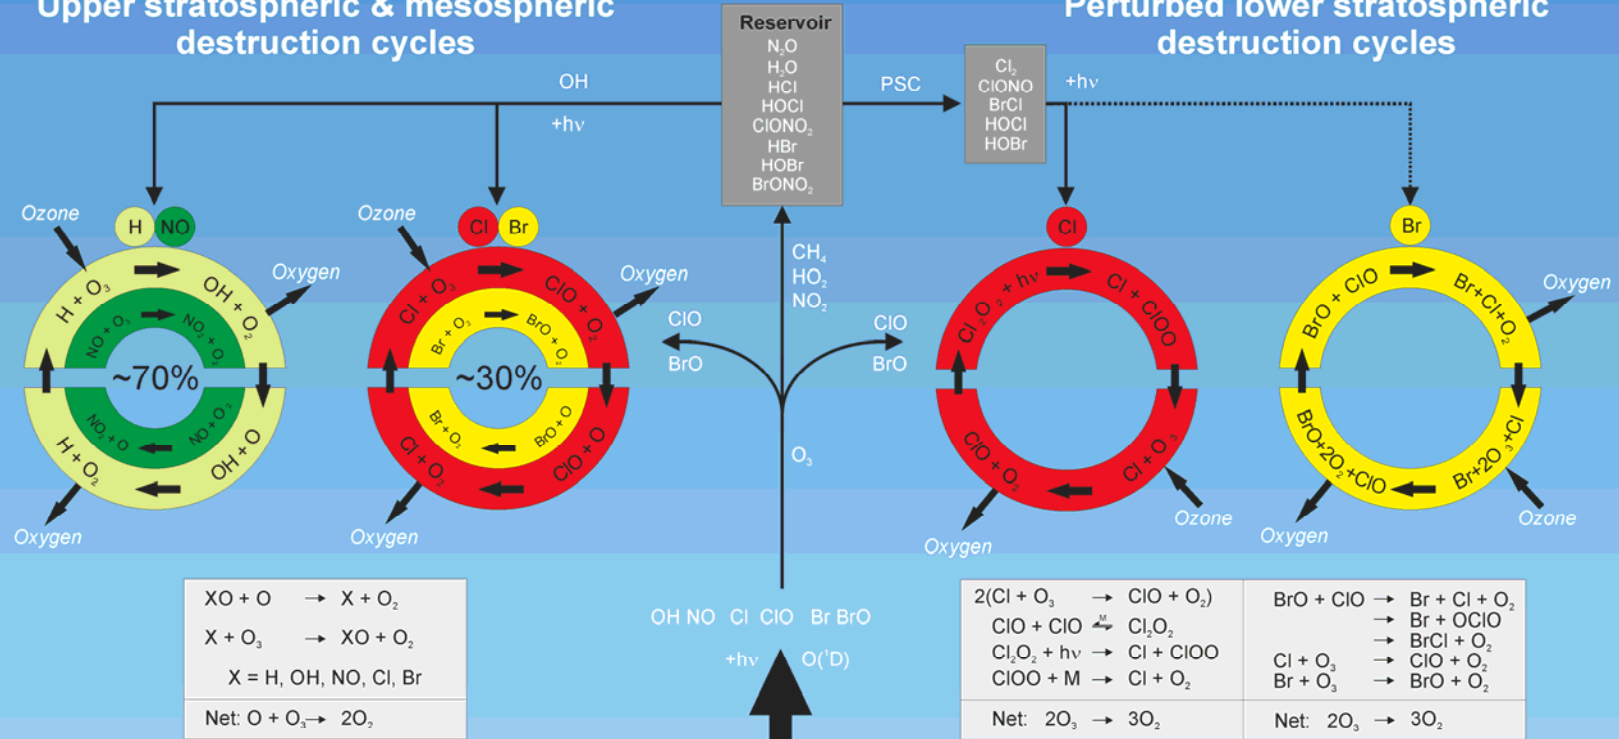 Upper stratospheric & mesospheric
destruction cycles
Perturbed lower stratospheric
destruction cycles
Reservoir
N₂O
H₂O
HCl
HOCl
ClONO₂
HBr
HOBr
BrONO₂
OH
+hν
PSC
Cl₂
ClONO
BrCl
HOCl
HOBr
+hν
Ozone
H
NO
Oxygen
H + O₃
OH + O₂
NO + O₃
NO₂ + O₂
~70%
NO₂ + O
NO + O₂
H + O₂
OH + O
Oxygen
Ozone
Cl
Br
Oxygen
Cl + O₃
ClO + O₂
Br + O₃
BrO + O₂
~30%
Br + O₂
BrO + O
Cl + O₂
ClO + O
Oxygen
CH₄
HO₂
NO₂
ClO
BrO
ClO
BrO
O₃
OH NO Cl ClO Br BrO
+hν
O(¹D)
Cl
Cl₂O₂ + hν
Cl + ClOO
ClO + O₂
Cl + O₃
Oxygen
Ozone
Br
BrO + ClO
Br+Cl+O₂
Oxygen
BrO+2O₂+ClO
Br+2O₃+Cl
Oxygen
Ozone
XO + O → X + O₂
X + O₃ → XO + O₂
X = H, OH, NO, Cl, Br
Net: O + O₃→ 2O₂
2(Cl + O₃ → ClO + O₂)
ClO + ClO ⇌ᴹ Cl₂O₂
Cl₂O₂ + hν → Cl + ClOO
ClOO + M → Cl + O₂
Net: 2O₃ → 3O₂
BrO + ClO → Br + Cl + O₂
→ Br + OClO
→ BrCl + O₂
Cl + O₃ → ClO + O₂
Br + O₃ → BrO + O₂
Net: 2O₃ → 3O₂